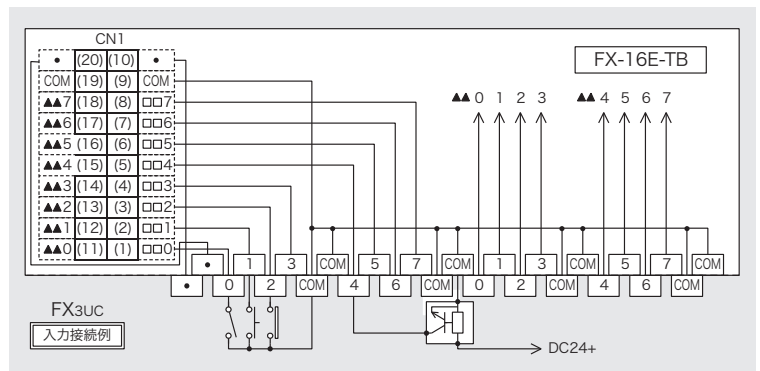 CN1
• (20) (10) •
COM (19) (9) COM
▲▲7 (18) (8) □□7
▲▲6 (17) (7) □□6
▲▲5 (16) (6) □□5
▲▲4 (15) (5) □□4
▲▲3 (14) (4) □□3
▲▲2 (13) (3) □□2
▲▲1 (12) (2) □□1
▲▲0 (11) (1) □□0
FX-16E-TB
▲▲ 0 1 2 3 ▲▲ 4 5 6 7
• 1 3 COM 5 7 COM 1 3 COM 5 7 COM
• 0 2 COM 4 6 COM 0 2 COM 4 6 COM
FX3UC
入力接続例
DC24+